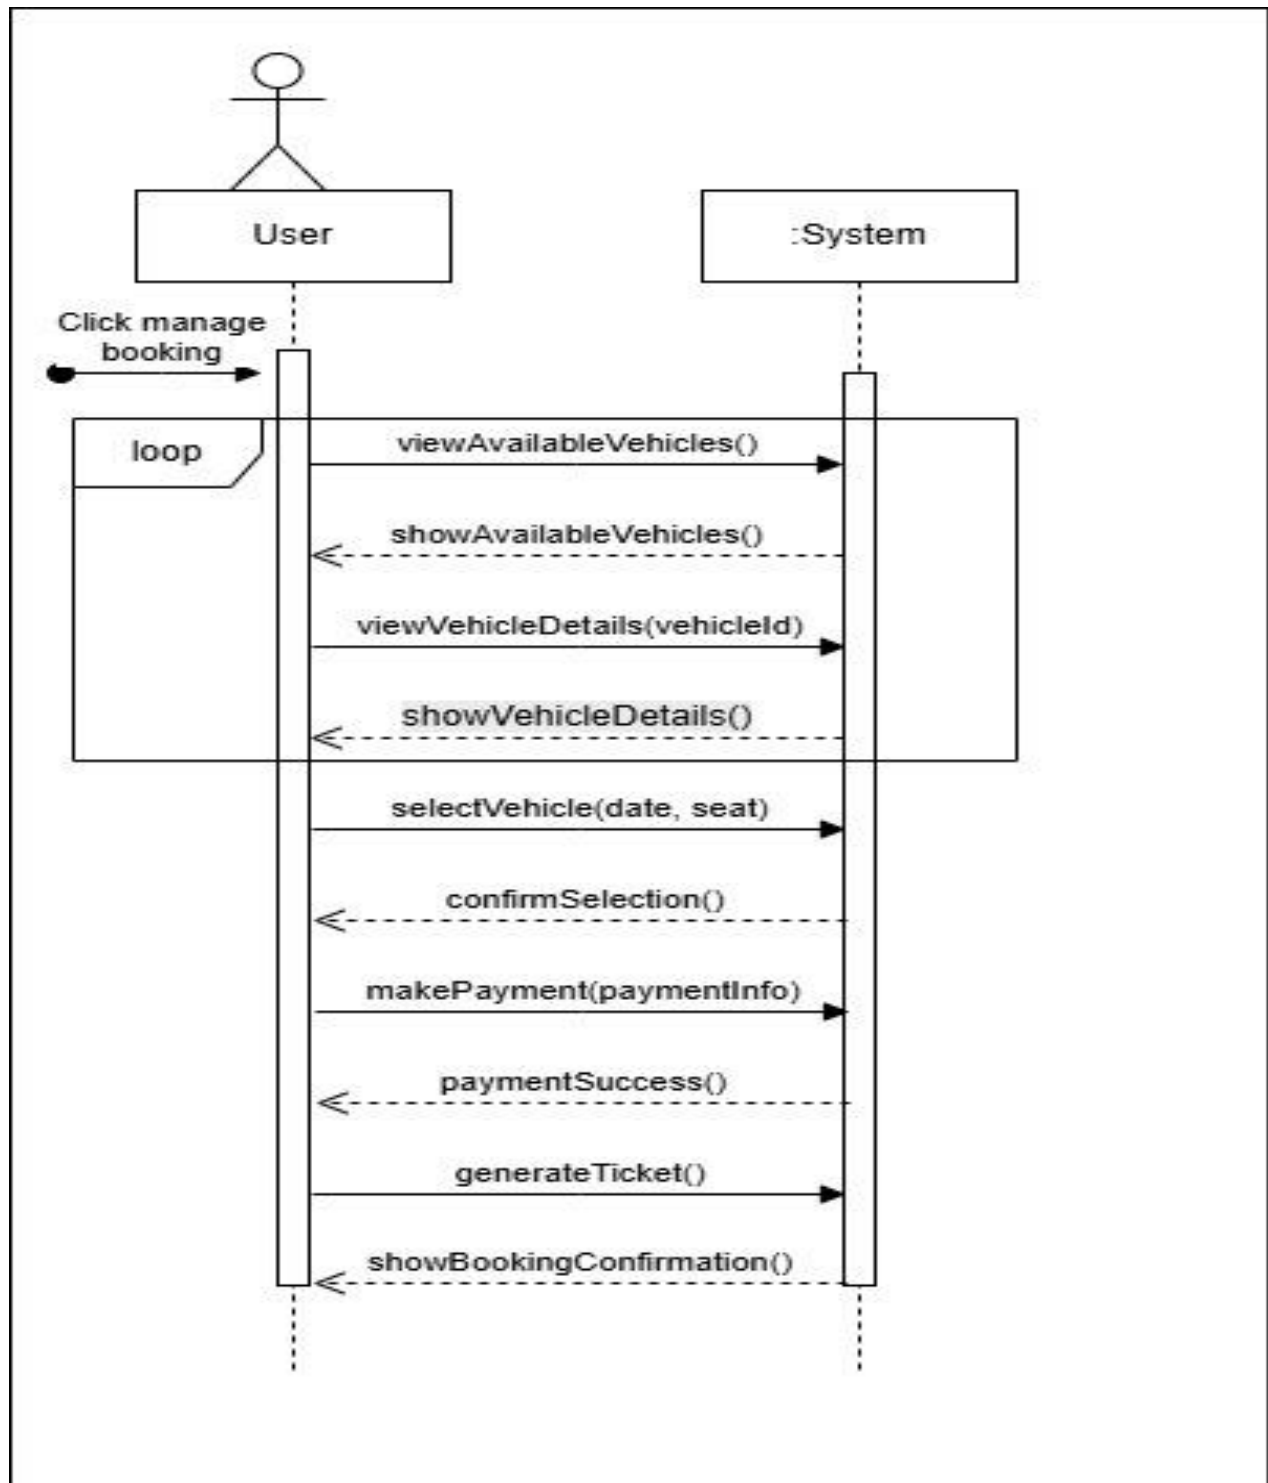 User
:System
Click manage
booking
loop
viewAvailableVehicles()
showAvailableVehicles()
viewVehicleDetails(vehicleId)
showVehicleDetails()
selectVehicle(date, seat)
confirmSelection()
makePayment(paymentInfo)
paymentSuccess()
generateTicket()
showBookingConfirmation()